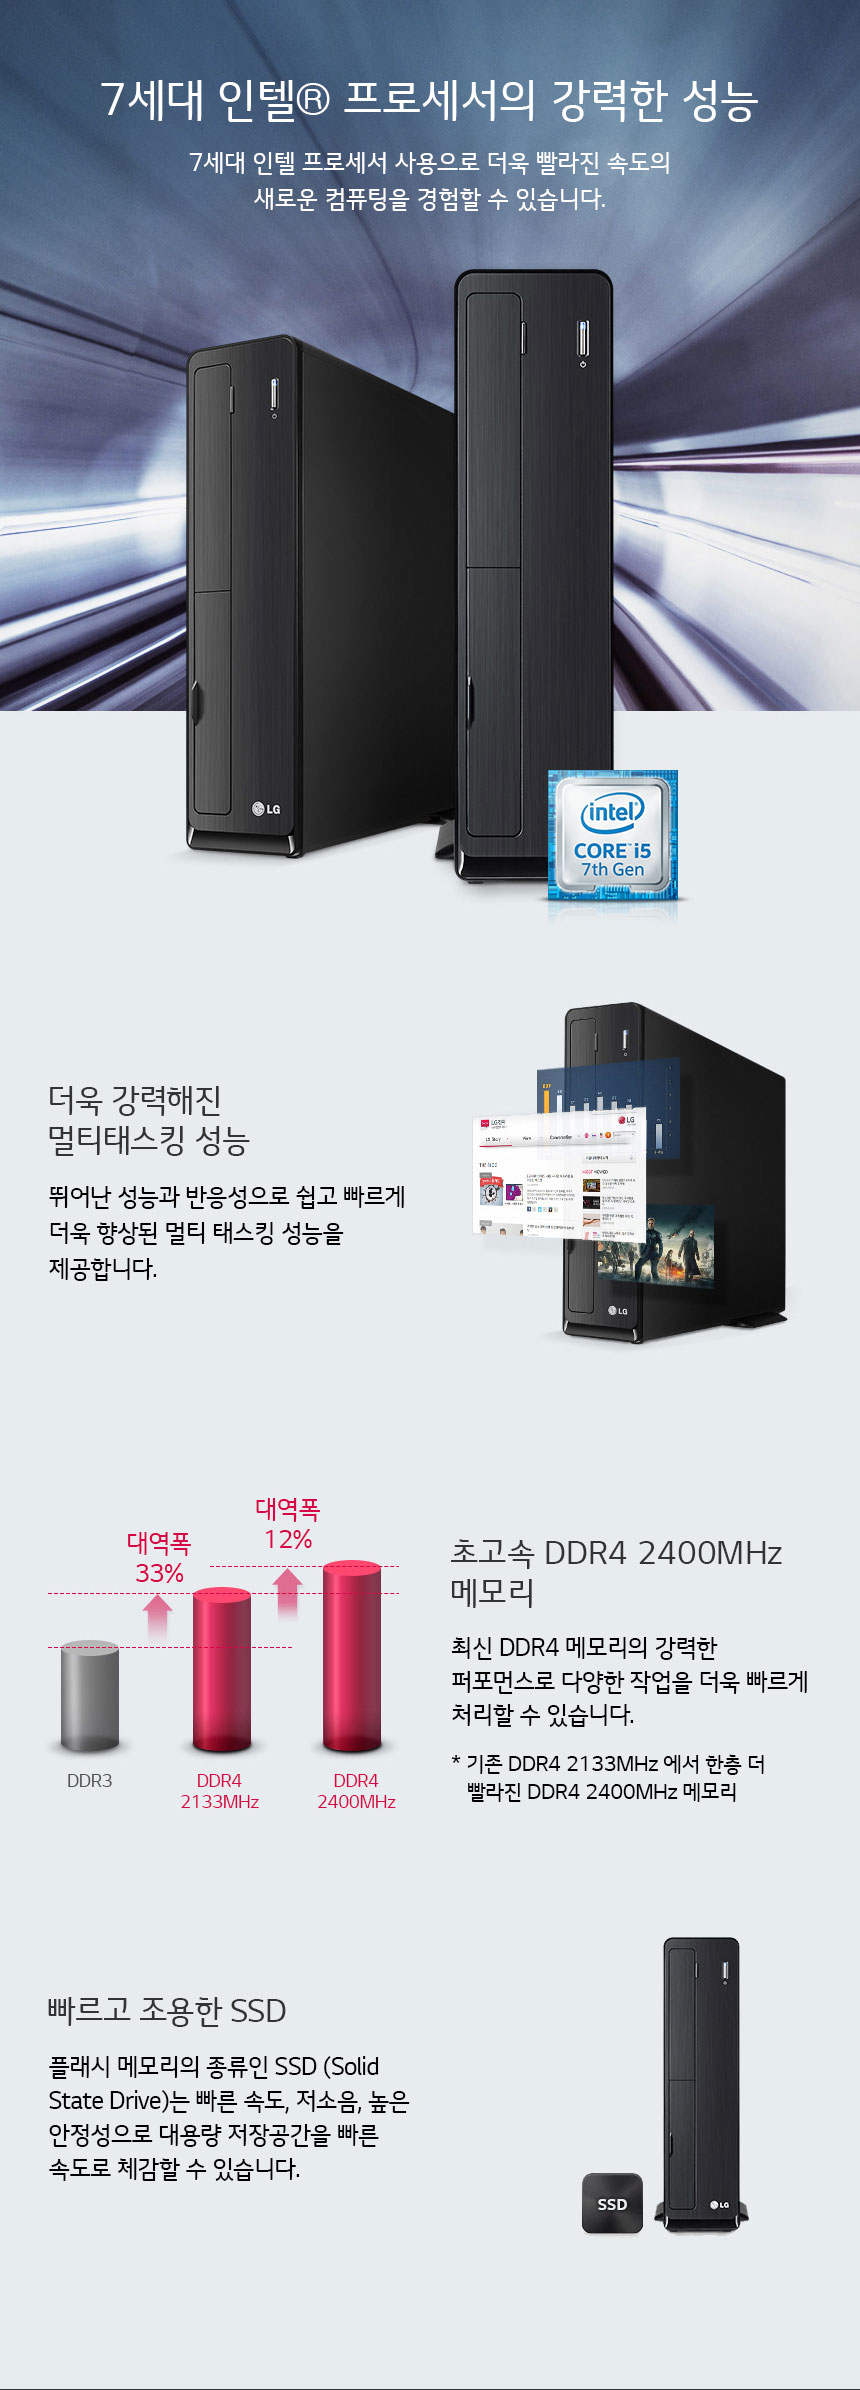 7세대 인텔® 프로세서의 강력한 성능
7세대 인텔 프로세서 사용으로 더욱 빨라진 속도의
새로운 컴퓨팅을 경험할 수 있습니다.
LG
intel
CORE™ i5
7th Gen
더욱 강력해진
멀티태스킹 성능
뛰어난 성능과 반응성으로 쉽고 빠르게
더욱 향상된 멀티 태스킹 성능을
제공합니다.
LG
LG
대역폭
33%
대역폭
12%
DDR3
DDR4
2133MHz
DDR4
2400MHz
초고속 DDR4 2400MHz
메모리
최신 DDR4 메모리의 강력한
퍼포먼스로 다양한 작업을 더욱 빠르게
처리할 수 있습니다.
* 기존 DDR4 2133MHz 에서 한층 더
빨라진 DDR4 2400MHz 메모리
빠르고 조용한 SSD
플래시 메모리의 종류인 SSD (Solid
State Drive)는 빠른 속도, 저소음, 높은
안정성으로 대용량 저장공간을 빠른
속도로 체감할 수 있습니다.
SSD
LG